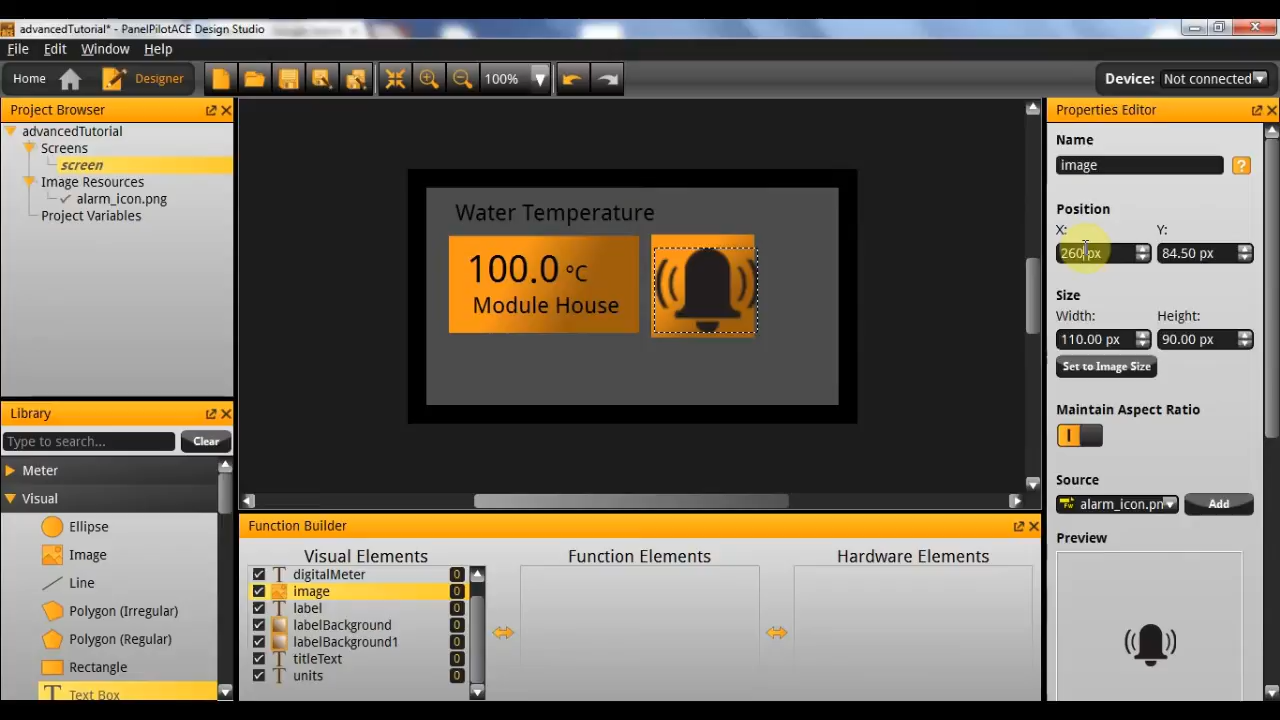 advancedTutorial* - PanelPilotACE Design Studio
File Edit Window Help
Home Designer 100% Device: Not connected
Project Browser
advancedTutorial
Screens
screen
Image Resources
alarm_icon.png
Project Variables
Library
Type to search... Clear
Meter
Visual
Ellipse
Image
Line
Polygon (Irregular)
Polygon (Regular)
Rectangle
Text Box
Water Temperature
100.0 °C
Module House
Function Builder
Visual Elements Function Elements Hardware Elements
digitalMeter 0
image 0
label 0
labelBackground 0
labelBackground1 0
titleText 0
units 0
Properties Editor
Name
image ?
Position
X: Y:
260 px 84.50 px
Size
Width: Height:
110.00 px 90.00 px
Set to Image Size
Maintain Aspect Ratio
Source
alarm_icon.pn Add
Preview